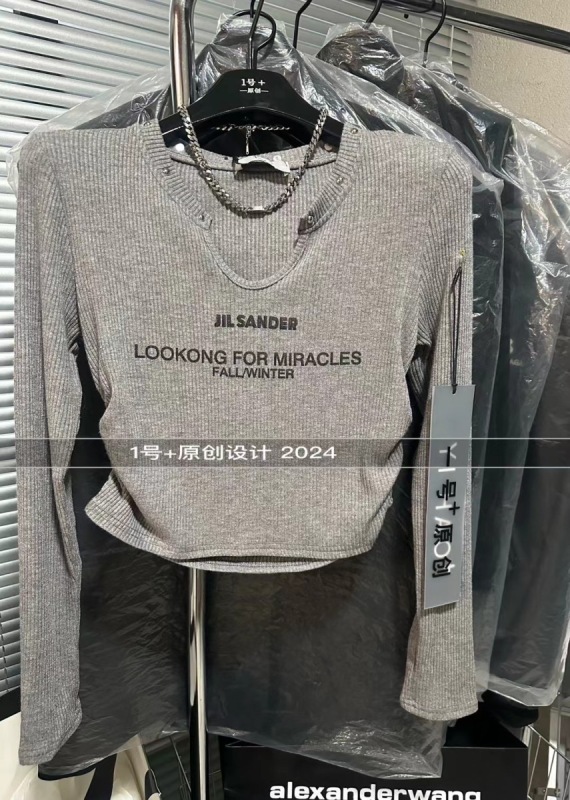 1号+
原创
JIL SANDER
LOOKONG FOR MIRACLES
FALL/WINTER
1号+原创设计 2024
号+原创
alexanderwang